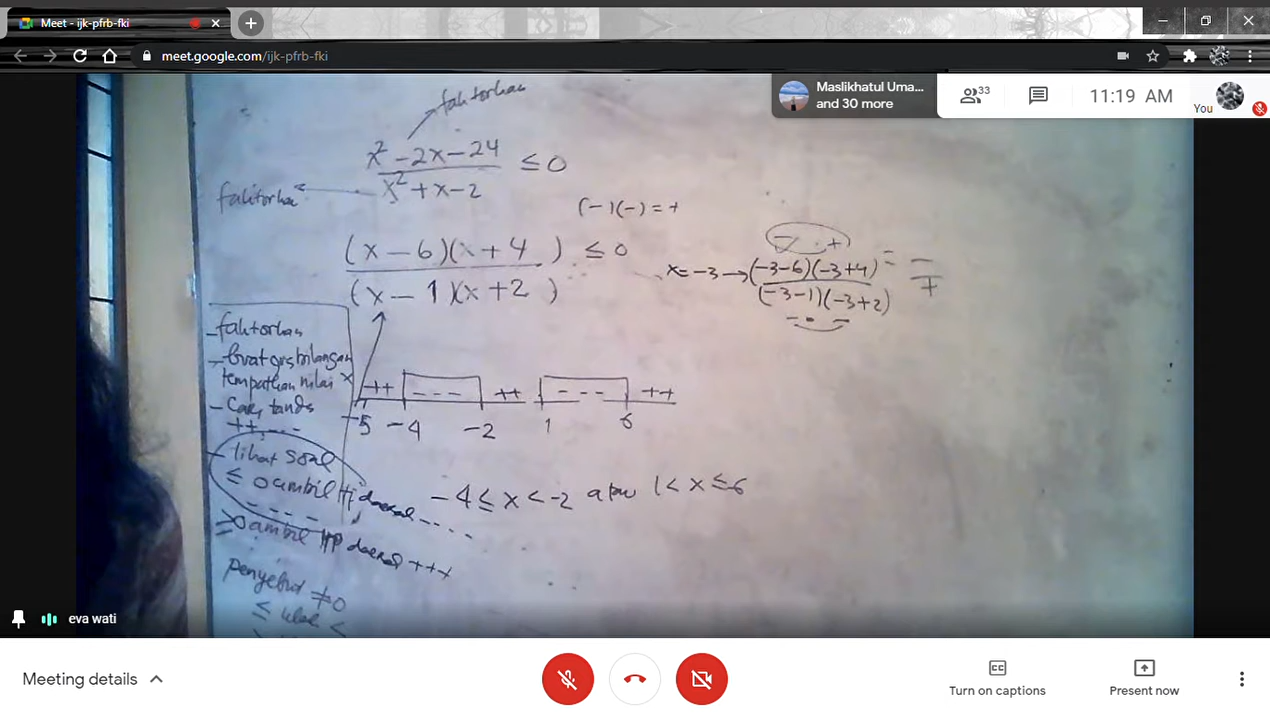 Meet - ijk-pfrb-fki
meet.google.com/ijk-pfrb-fki
Maslikhatul Uma...
and 30 more
33
11:19 AM
You
faktorkan
x² - 2x - 24
x² + x - 2
≤ 0
(-)(-) = +
(x - 6)(x + 4)
(x - 1)(x + 2)
≤ 0
- . +
x = -3 → (-3-6)(-3+4)
(-3-1)(-3+2)
= -
+
- . -
- faktorkan
- buat grs bilangan
tempatkan nilai x
- Cari tanda
++, ---
- lihat soal
≤ 0 ambil Hp daerah ----
≥ 0 ambil HP daerah +++
penyebut ≠ 0
++ --- ++ --- ++
-5 -4 -2 1 6
-4 ≤ x < -2 atau 1 < x ≤ 6
eva wati
Meeting details
Turn on captions
Present now